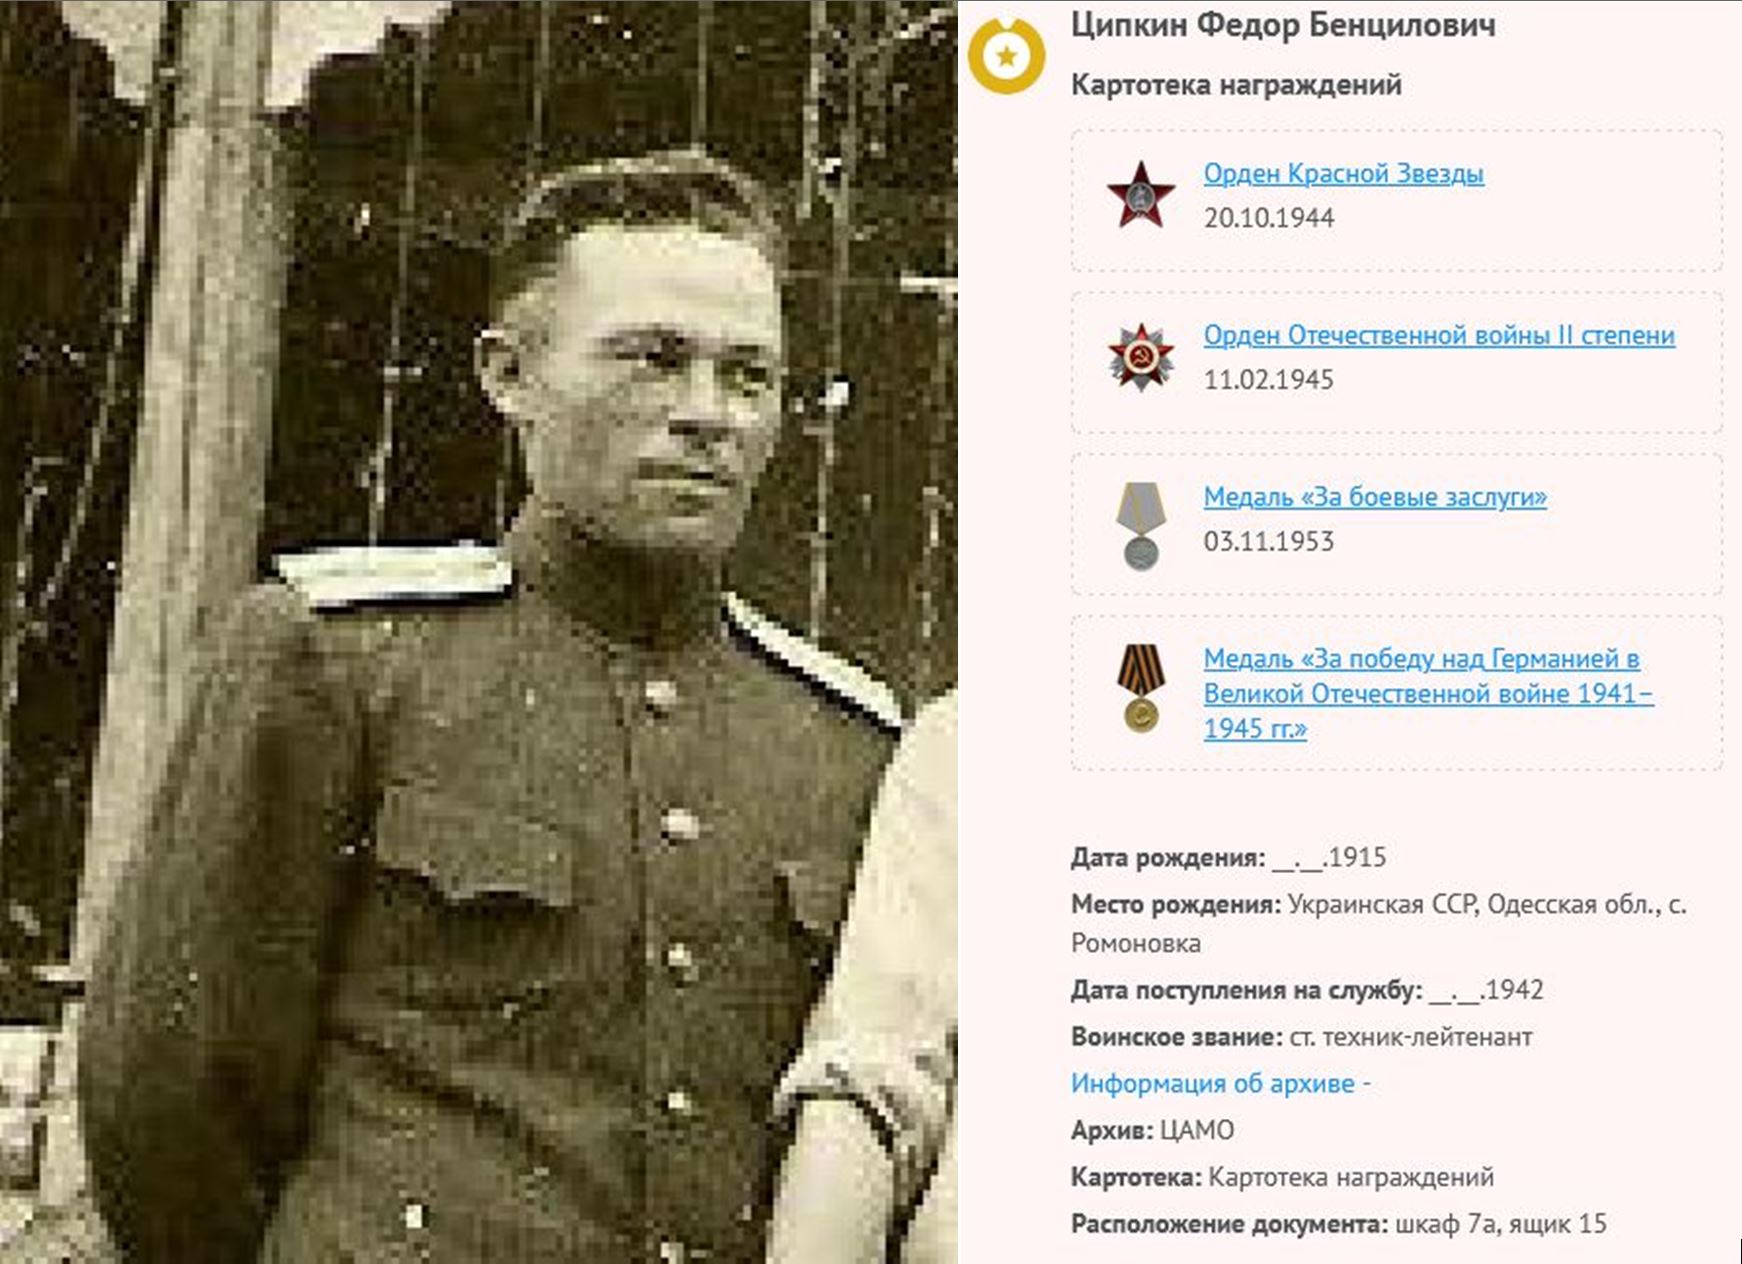 Ципкин Федор Бенцилович
Картотека награждений
Орден Красной Звезды
20.10.1944
Орден Отечественной войны II степени
11.02.1945
Медаль «За боевые заслуги»
03.11.1953
Медаль «За победу над Германией в
Великой Отечественной войне 1941–
1945 гг.»
Дата рождения: __.__.1915
Место рождения: Украинская ССР, Одесская обл., с.
Ромоновка
Дата поступления на службу: __.__.1942
Воинское звание: ст. техник-лейтенант
Информация об архиве -
Архив: ЦАМО
Картотека: Картотека награждений
Расположение документа: шкаф 7а, ящик 15